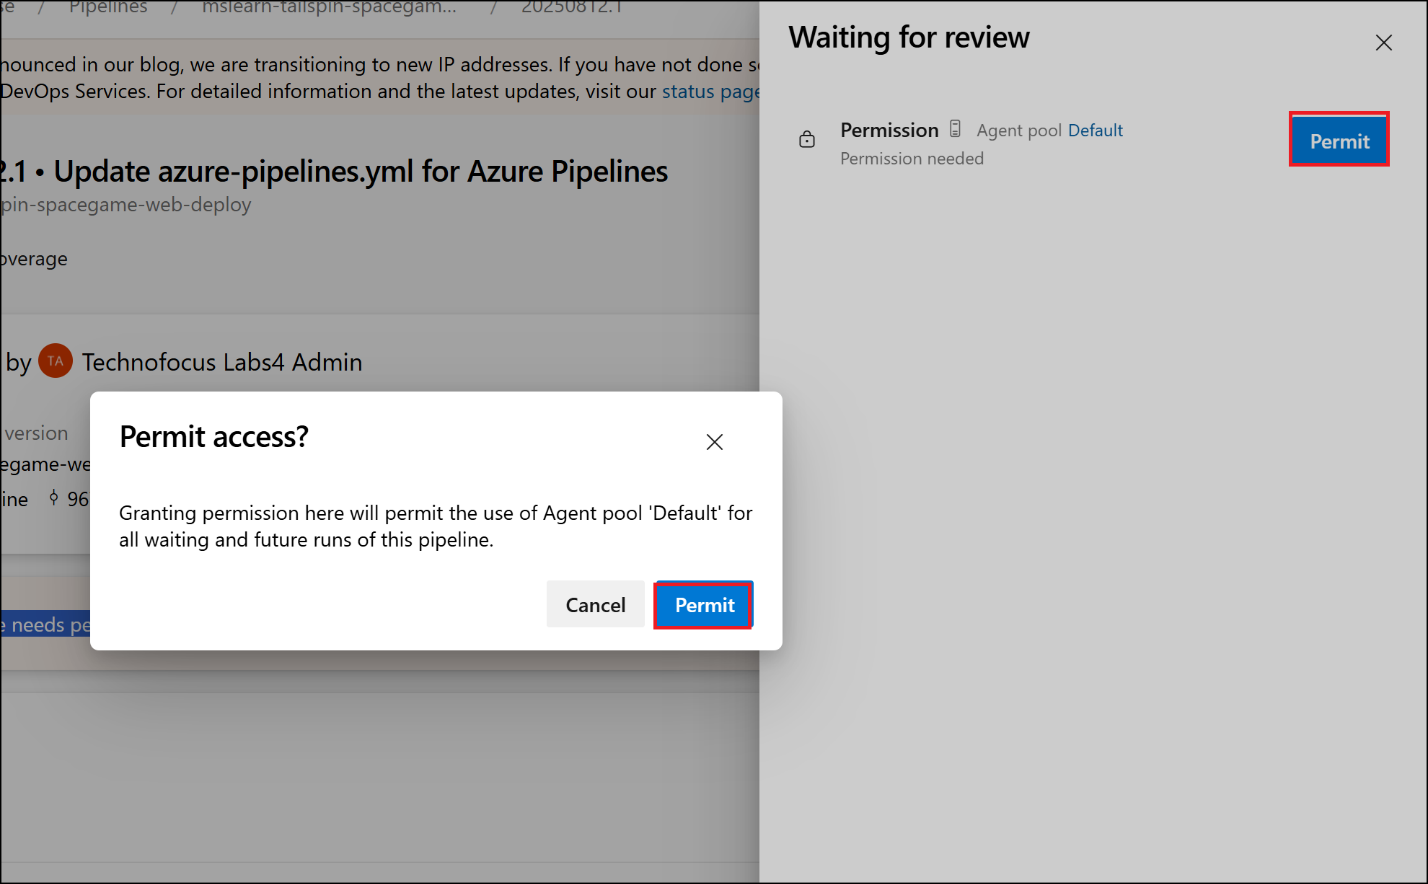 se / Pipelines / mslearn-tailspin-spacegam... / 20250812.1
nounced in our blog, we are transitioning to new IP addresses. If you have not done s
DevOps Services. For detailed information and the latest updates, visit our status page
2.1 • Update azure-pipelines.yml for Azure Pipelines
pin-spacegame-web-deploy
overage
by TA Technofocus Labs4 Admin
version
egame-we
ine 96
e needs pe
Waiting for review
Permission Agent pool Default
Permission needed
Permit
Permit access?
Granting permission here will permit the use of Agent pool 'Default' for
all waiting and future runs of this pipeline.
Cancel Permit